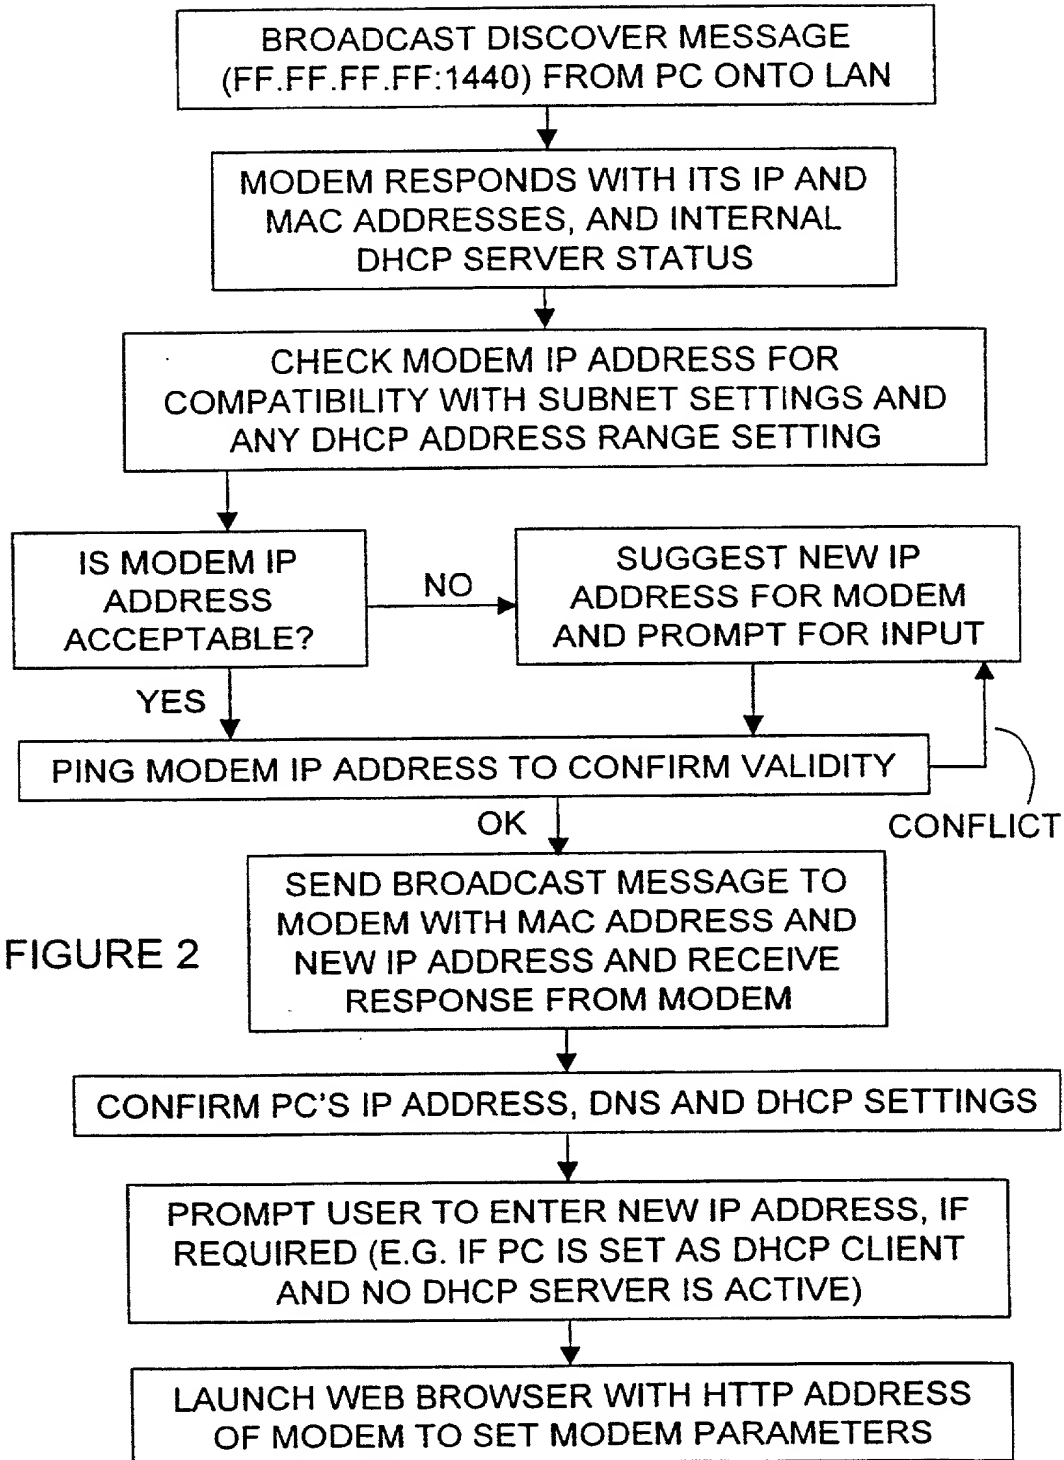 BROADCAST DISCOVER MESSAGE
(FF.FF.FF.FF:1440) FROM PC ONTO LAN
MODEM RESPONDS WITH ITS IP AND
MAC ADDRESSES, AND INTERNAL
DHCP SERVER STATUS
CHECK MODEM IP ADDRESS FOR
COMPATIBILITY WITH SUBNET SETTINGS AND
ANY DHCP ADDRESS RANGE SETTING
IS MODEM IP
ADDRESS
ACCEPTABLE?
NO
SUGGEST NEW IP
ADDRESS FOR MODEM
AND PROMPT FOR INPUT
YES
PING MODEM IP ADDRESS TO CONFIRM VALIDITY
OK
CONFLICT
SEND BROADCAST MESSAGE TO
MODEM WITH MAC ADDRESS AND
NEW IP ADDRESS AND RECEIVE
RESPONSE FROM MODEM
FIGURE 2
CONFIRM PC'S IP ADDRESS, DNS AND DHCP SETTINGS
PROMPT USER TO ENTER NEW IP ADDRESS, IF
REQUIRED (E.G. IF PC IS SET AS DHCP CLIENT
AND NO DHCP SERVER IS ACTIVE)
LAUNCH WEB BROWSER WITH HTTP ADDRESS
OF MODEM TO SET MODEM PARAMETERS